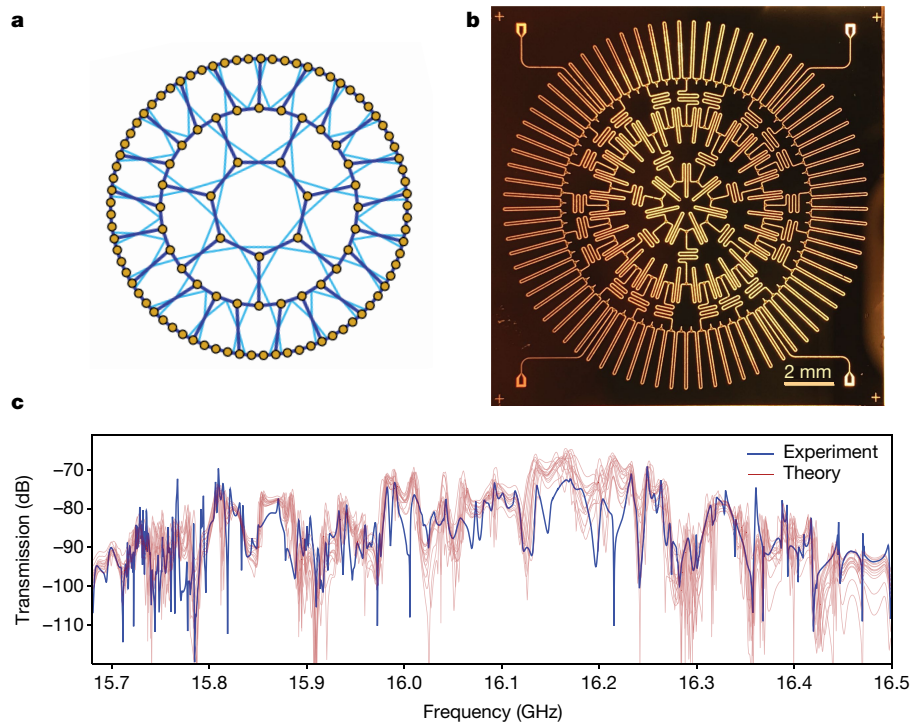 a
b
2 mm
c
Experiment
Theory
−70
−80
−90
−100
−110
Transmission (dB)
15.7 15.8 15.9 16.0 16.1 16.2 16.3 16.4 16.5
Frequency (GHz)